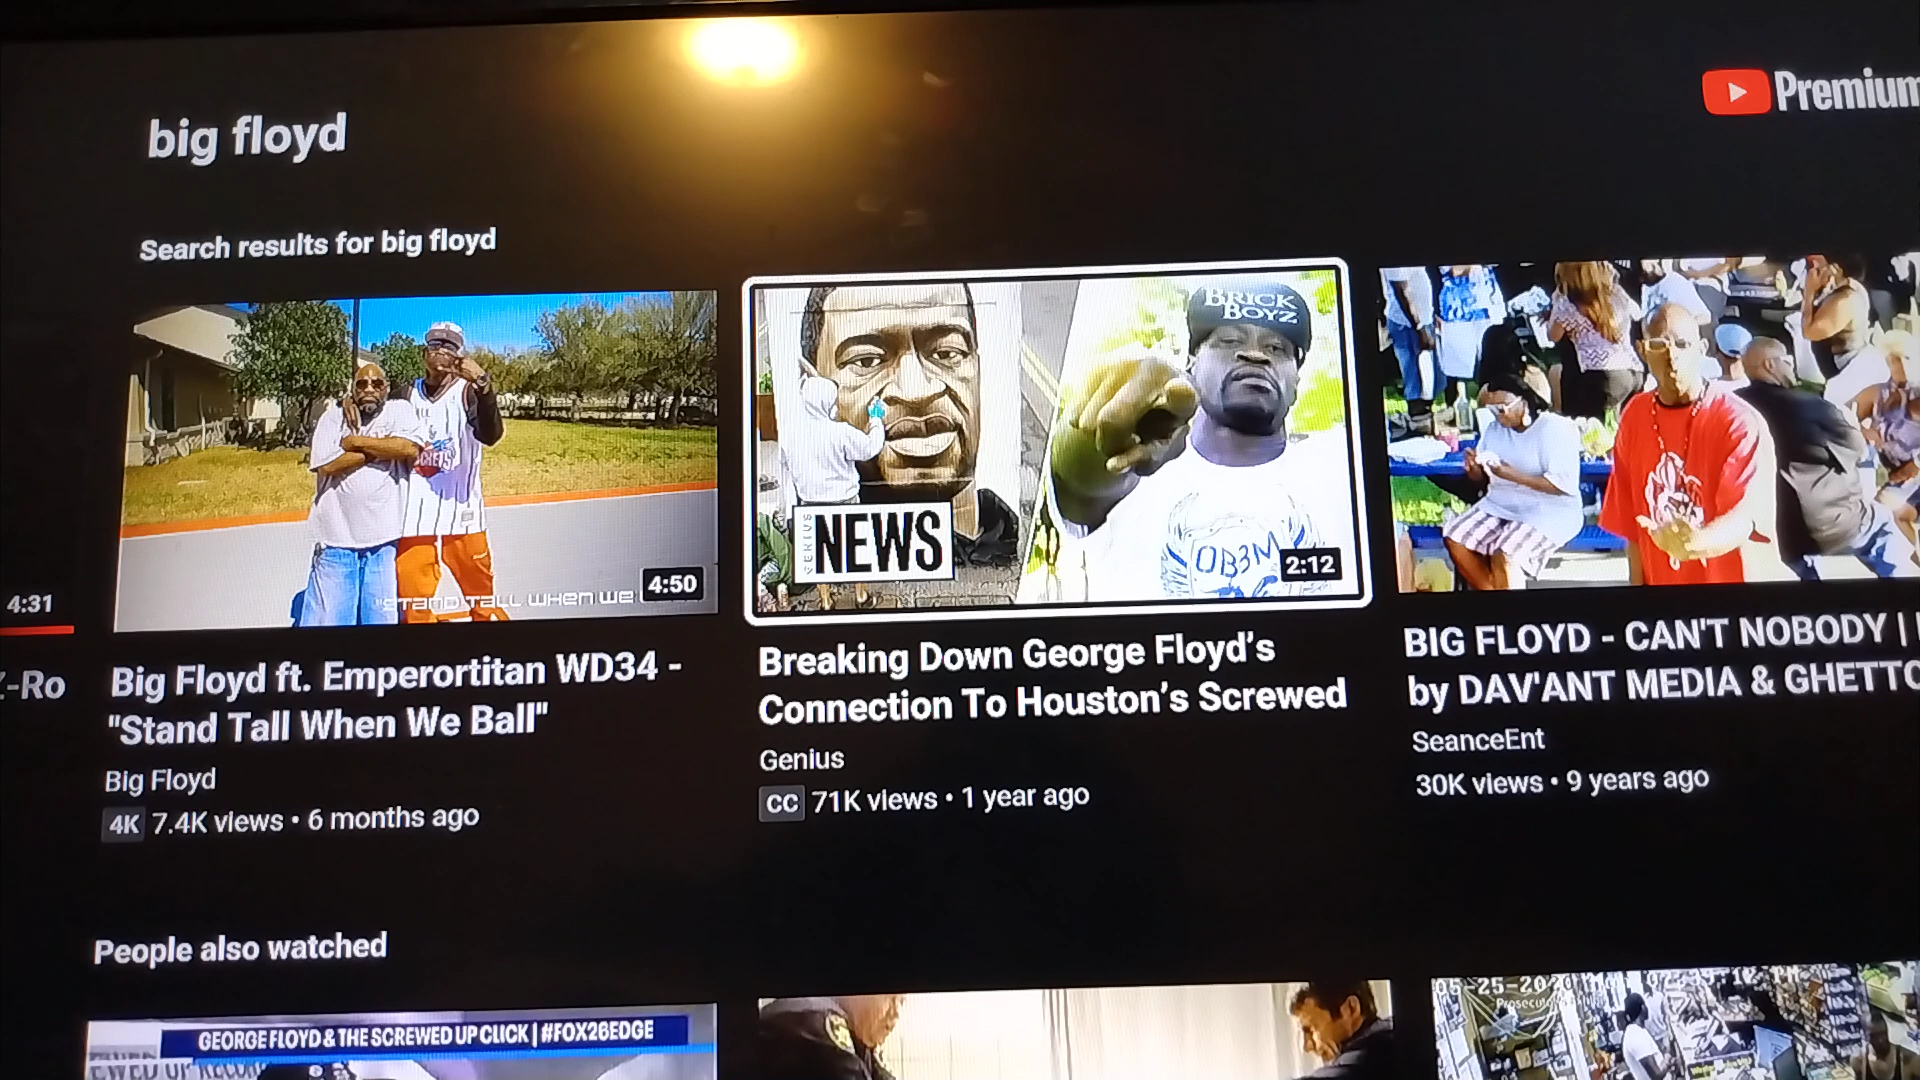 Premium
big floyd
Search results for big floyd
4:31
-Ro
"STAND TALL WHEN WE
4:50
Big Floyd ft. Emperortitan WD34 -
"Stand Tall When We Ball"
Big Floyd
4K 7.4K views • 6 months ago
BRICK
BOYZ
GENIUS
NEWS
OB3M
2:12
Breaking Down George Floyd's
Connection To Houston's Screwed
Genius
CC 71K views • 1 year ago
BIG FLOYD - CAN'T NOBODY |
by DAV'ANT MEDIA & GHETTO
SeanceEnt
30K views • 9 years ago
People also watched
GEORGE FLOYD & THE SCREWED UP CLICK | #FOX26EDGE